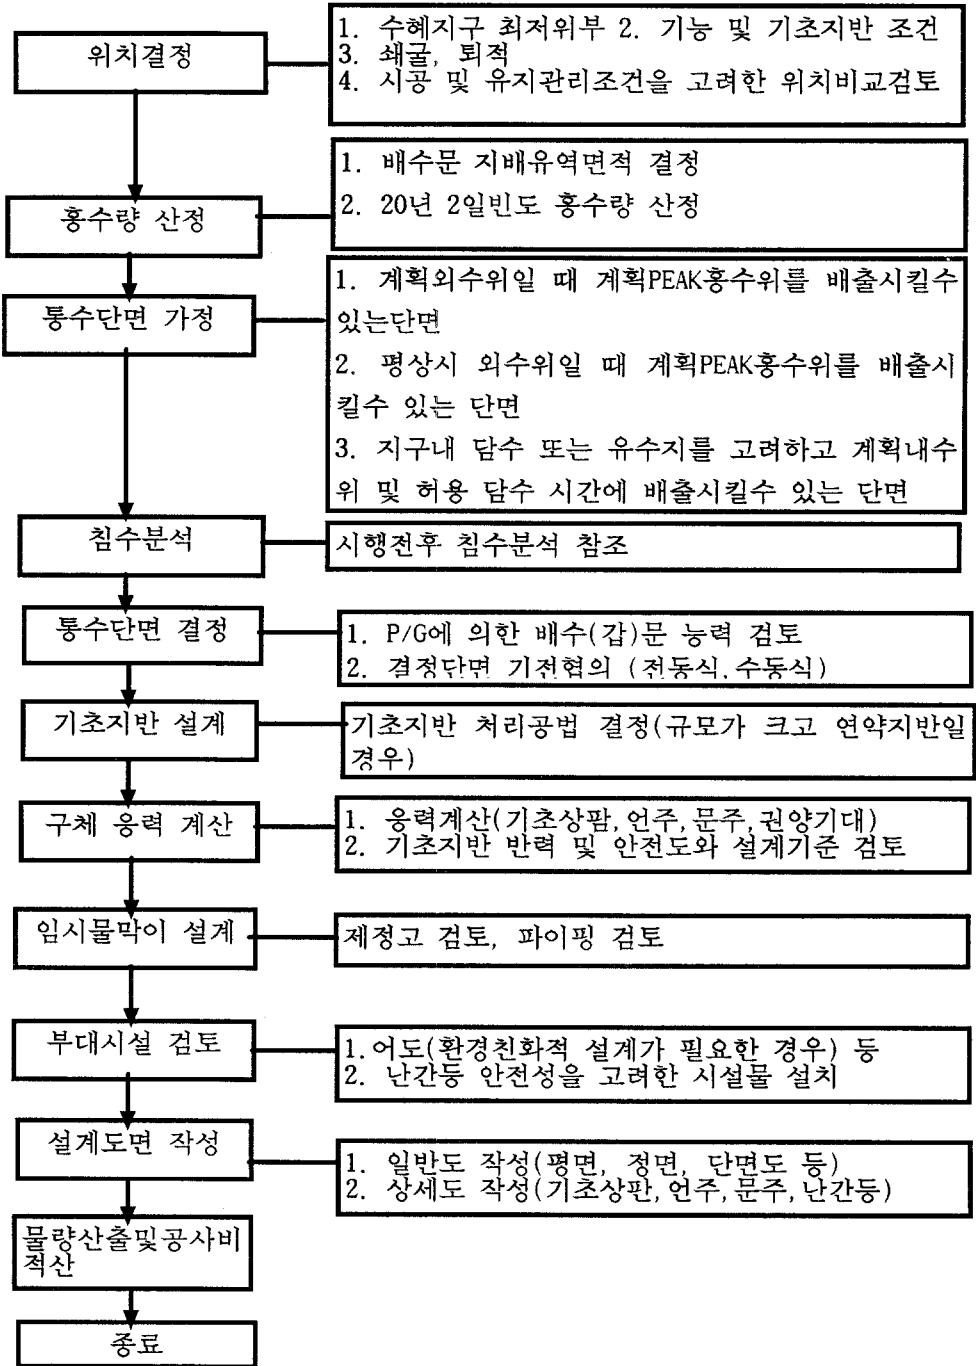 위치결정
1. 수혜지구 최저위부 2. 기능 및 기초지반 조건
3. 쇄굴, 퇴적
4. 시공 및 유지관리조건을 고려한 위치비교검토
홍수량 산정
1. 배수문 지배유역면적 결정
2. 20년 2일빈도 홍수량 산정
통수단면 가정
1. 계획외수위일 때 계획PEAK홍수위를 배출시킬수
있는단면
2. 평상시 외수위일 때 계획PEAK홍수위를 배출시
킬수 있는 단면
3. 지구내 담수 또는 유수지를 고려하고 계획내수
위 및 허용 담수 시간에 배출시킬수 있는 단면
침수분석
시행전후 침수분석 참조
통수단면 결정
1. P/G에 의한 배수(갑)문 능력 검토
2. 결정단면 기전협의 (전동식.수동식)
기초지반 설계
기초지반 처리공법 결정(규모가 크고 연약지반일
경우)
구체 응력 계산
1. 응력계산(기초상팜,언주,문주,권양기대)
2. 기초지반 반력 및 안전도와 설계기준 검토
임시물막이 설계
제정고 검토, 파이핑 검토
부대시설 검토
1.어도(환경친화적 설계가 필요한 경우) 등
2. 난간등 안전성을 고려한 시설물 설치
설계도면 작성
1. 일반도 작성(평면, 정면, 단면도 등)
2. 상세도 작성(기초상판,언주,문주,난간등)
물량산출및공사비
적산
종료